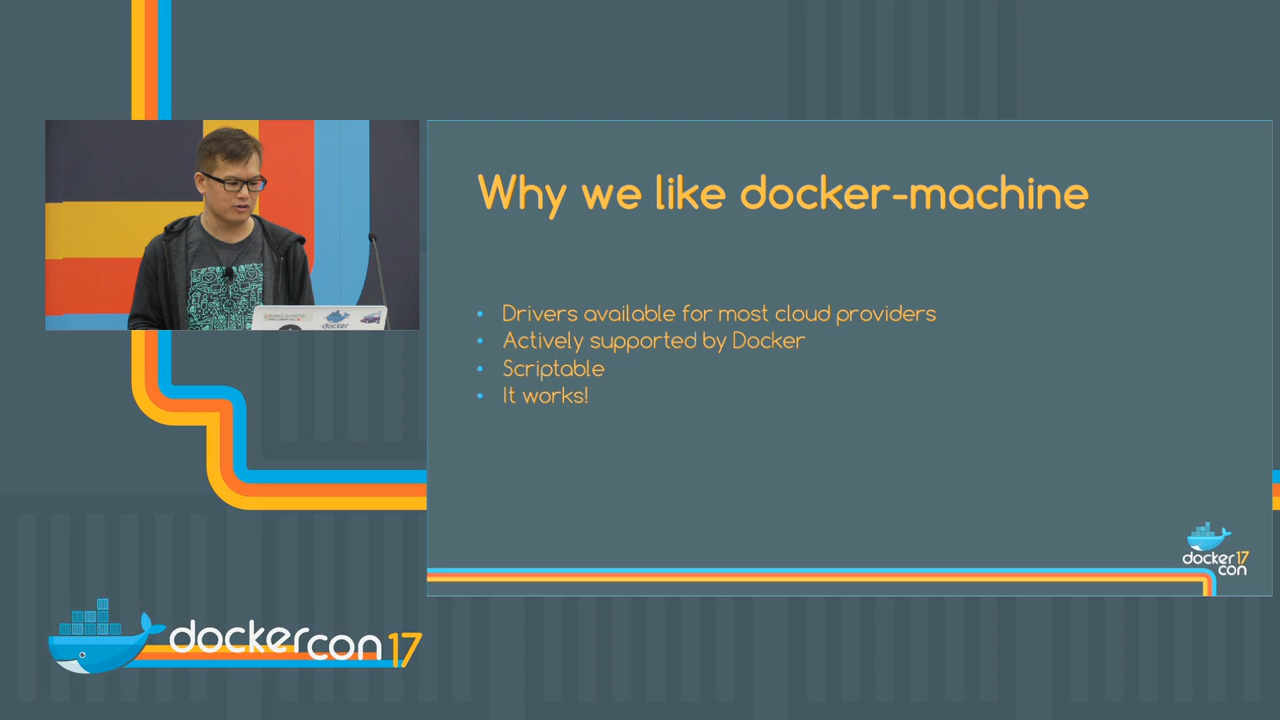 Why we like docker-machine
Drivers available for most cloud providers
Actively supported by Docker
Scriptable
It works!
docker 17
con
docker
dockercon 17